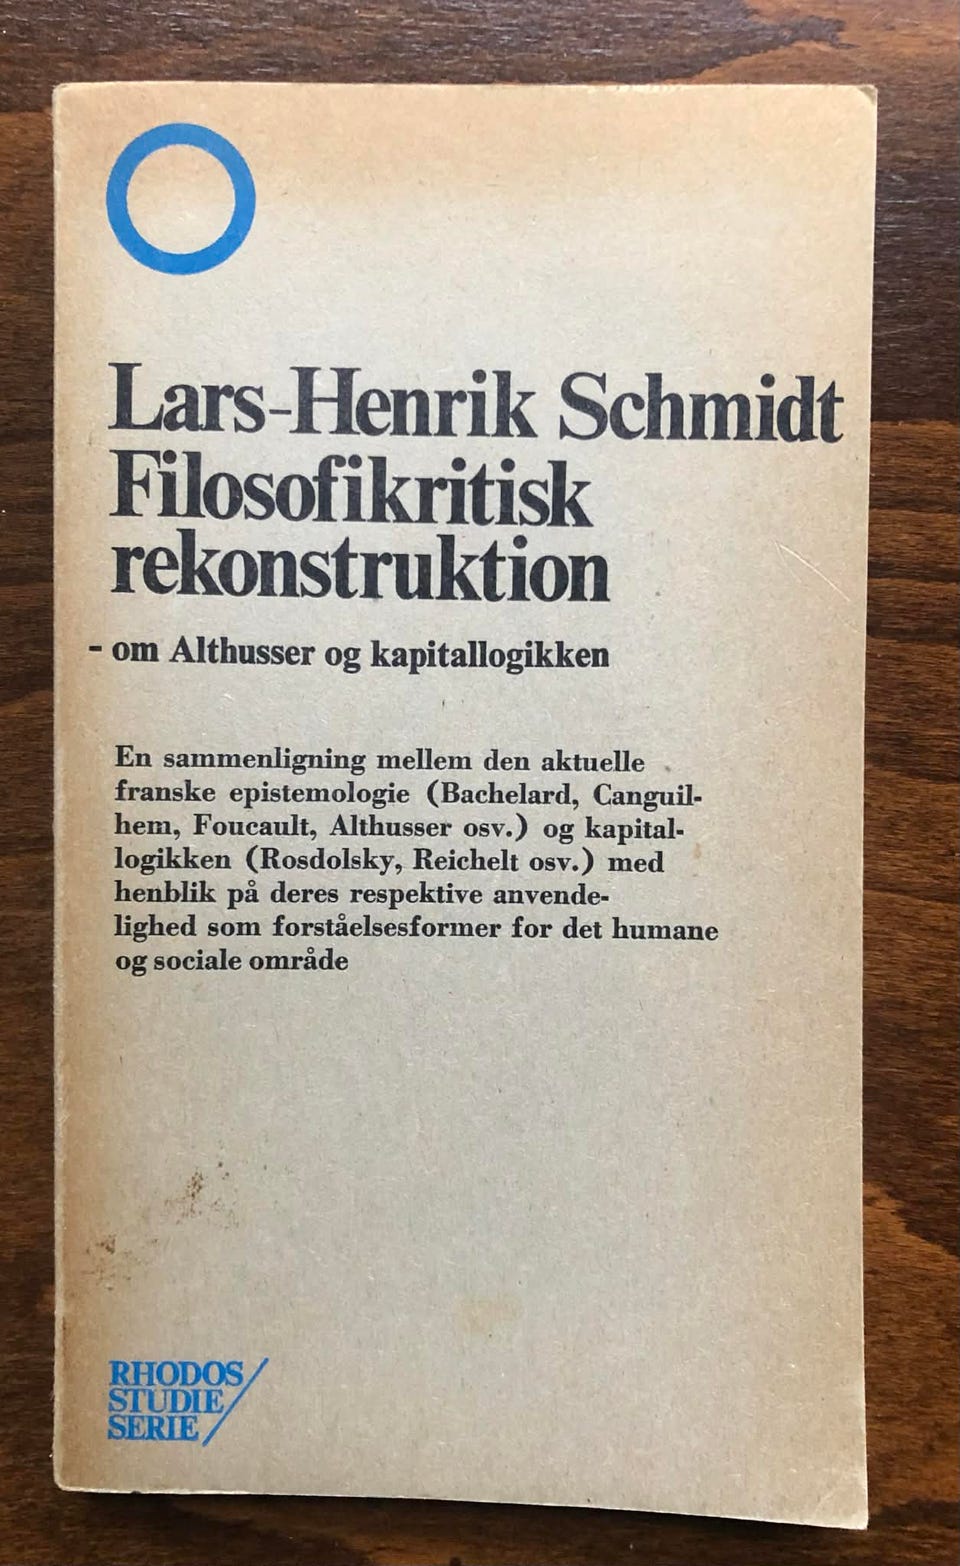 Lars-Henrik Schmidt
Filosofikritisk
rekonstruktion
- om Althusser og kapitallogikken
En sammenligning mellem den aktuelle
franske epistemologie (Bachelard, Canguil-
hem, Foucault, Althusser osv.) og kapital-
logikken (Rosdolsky, Reichelt osv.) med
henblik på deres respektive anvende-
lighed som forståelsesformer for det humane
og sociale område
RHODOS
STUDIE
SERIE